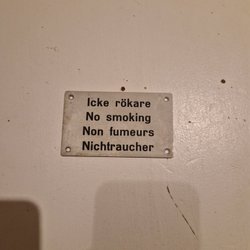 Icke rökare
No smoking
Non fumeurs
Nichtraucher